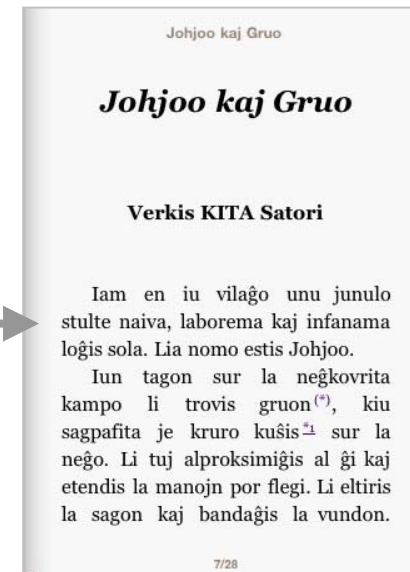 Johjoo kaj Gruo
Johjoo kaj Gruo
Verkis KITA Satori
Iam en iu vilaĝo unu junulo
stulte naiva, laborema kaj infanama
loĝis sola. Lia nomo estis Johjoo.
Iun tagon sur la neĝkovrita
kampo li trovis gruon(*), kiu
sagpafita je kruro kuŝis*1 sur la
neĝo. Li tuj alproksimiĝis al ĝi kaj
etendis la manojn por flegi. Li eltiris
la sagon kaj bandaĝis la vundon.
7/28